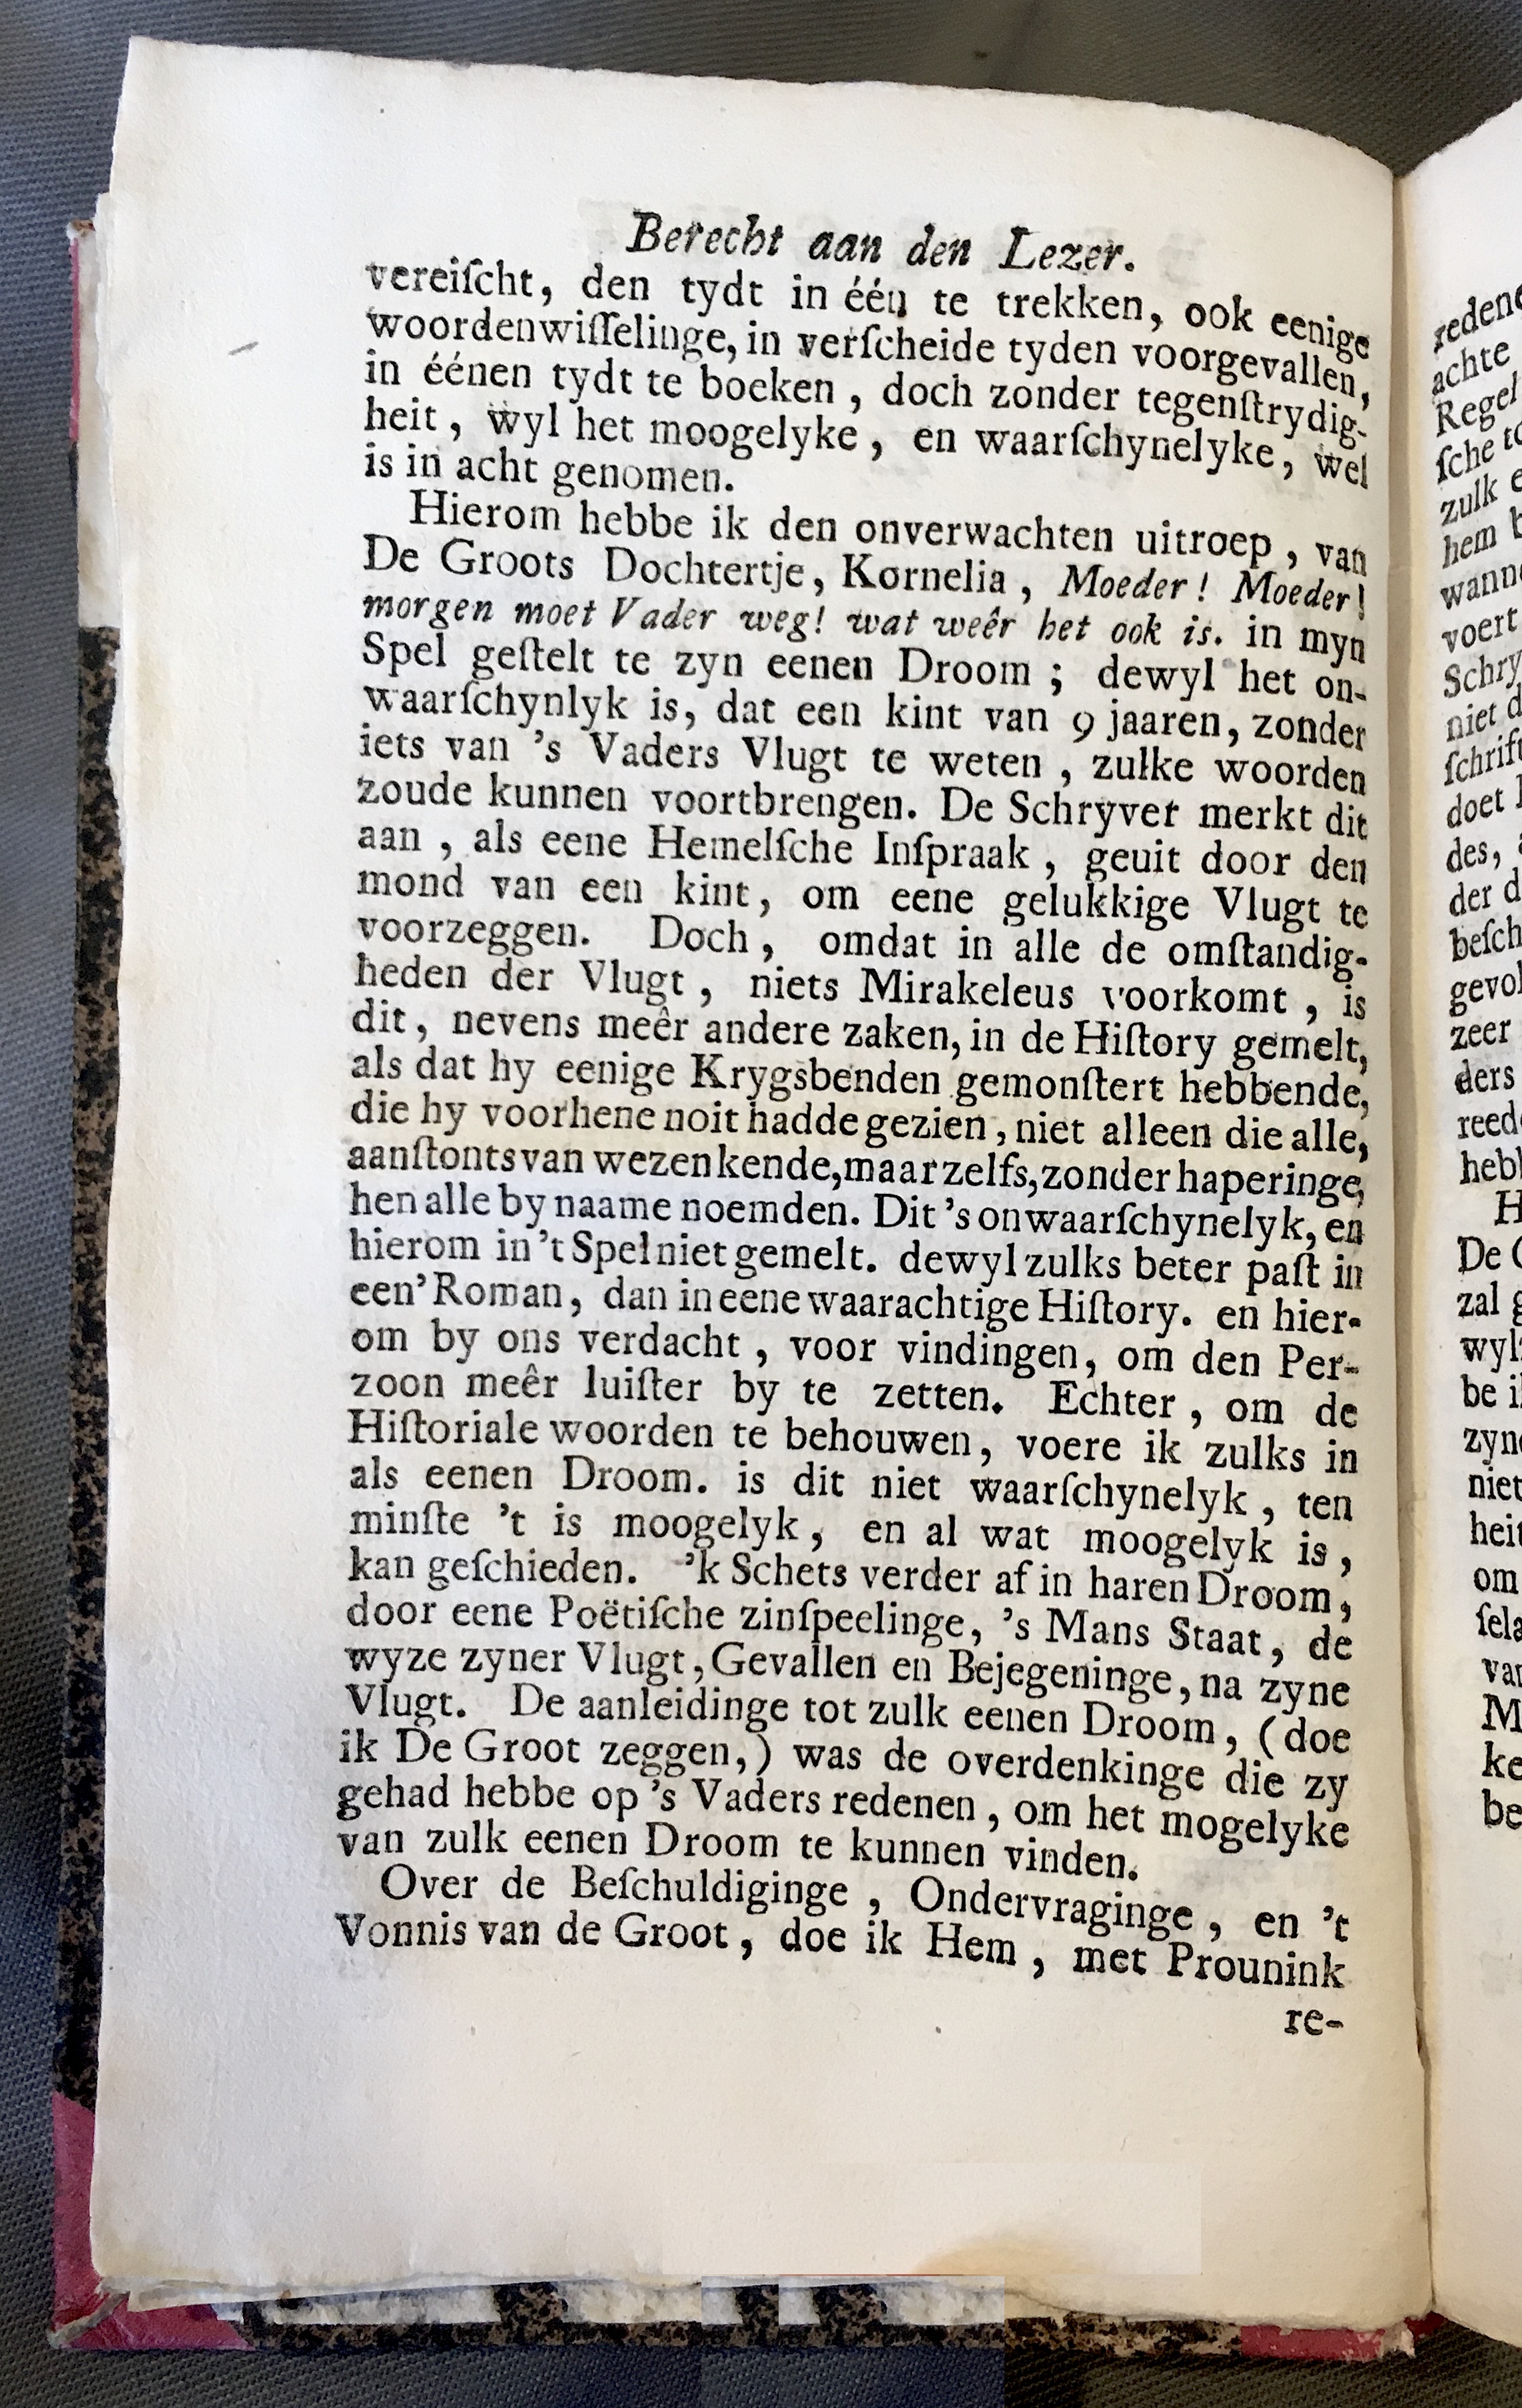 Berecht aan den Lezer.
vereiſcht, den tydt in één te trekken, ook eenige
woordenwiſſelinge, in verſcheide tyden voorgevallen,
in éénen tydt te boeken, doch zonder tegenſtrydig-
heit, wyl het moogelyke, en waarſchynelyke, wel
is in acht genomen.
Hierom hebbe ik den onverwachten uitroep, van
De Groots Dochtertje, Kornelia, Moeder! Moeder!
morgen moet Vader weg! wat weêr het ook is. in myn
Spel geſtelt te zyn eenen Droom; dewyl het on-
waarſchynlyk is, dat een kint van 9 jaaren, zonder
iets van 's Vaders Vlugt te weten, zulke woorden
zoude kunnen voortbrengen. De Schryver merkt dit
aan, als eene Hemelſche Inſpraak, geuit door den
mond van een kint, om eene gelukkige Vlugt te
voorzeggen. Doch, omdat in alle de omſtandig-
heden der Vlugt, niets Mirakeleus voorkomt, is
dit, nevens meêr andere zaken, in de Hiſtory gemelt,
als dat hy eenige Krygsbenden gemonſtert hebbende,
die hy voorhene noit hadde gezien, niet alleen die alle,
aanſtonts van wezen kende, maar zelfs, zonder haperinge,
hen alle by naame noemden. Dit 's onwaarſchynelyk, en
hierom in 't Spel niet gemelt. dewyl zulks beter paſt in
een' Roman, dan in eene waarachtige Hiſtory. en hier-
om by ons verdacht, voor vindingen, om den Per-
zoon meêr luiſter by te zetten. Echter, om de
Hiſtoriale woorden te behouwen, voere ik zulks in
als eenen Droom. is dit niet waarſchynelyk, ten
minſte 't is moogelyk, en al wat moogelyk is,
kan geſchieden. 'k Schets verder af in haren Droom,
door eene Poëtiſche zinſpeelinge, 's Mans Staat, de
wyze zyner Vlugt, Gevallen en Bejegeninge, na zyne
Vlugt. De aanleidinge tot zulk eenen Droom, (doe
ik De Groot zeggen,) was de overdenkinge die zy
gehad hebbe op 's Vaders redenen, om het mogelyke
van zulk eenen Droom te kunnen vinden.
Over de Beſchuldiginge, Ondervraginge, en 't
Vonnis van de Groot, doe ik Hem, met Prounink
re-
achte
Regel
zulk
hem
voert
doet
des,
der
zeer
De
zal
be
niet
om